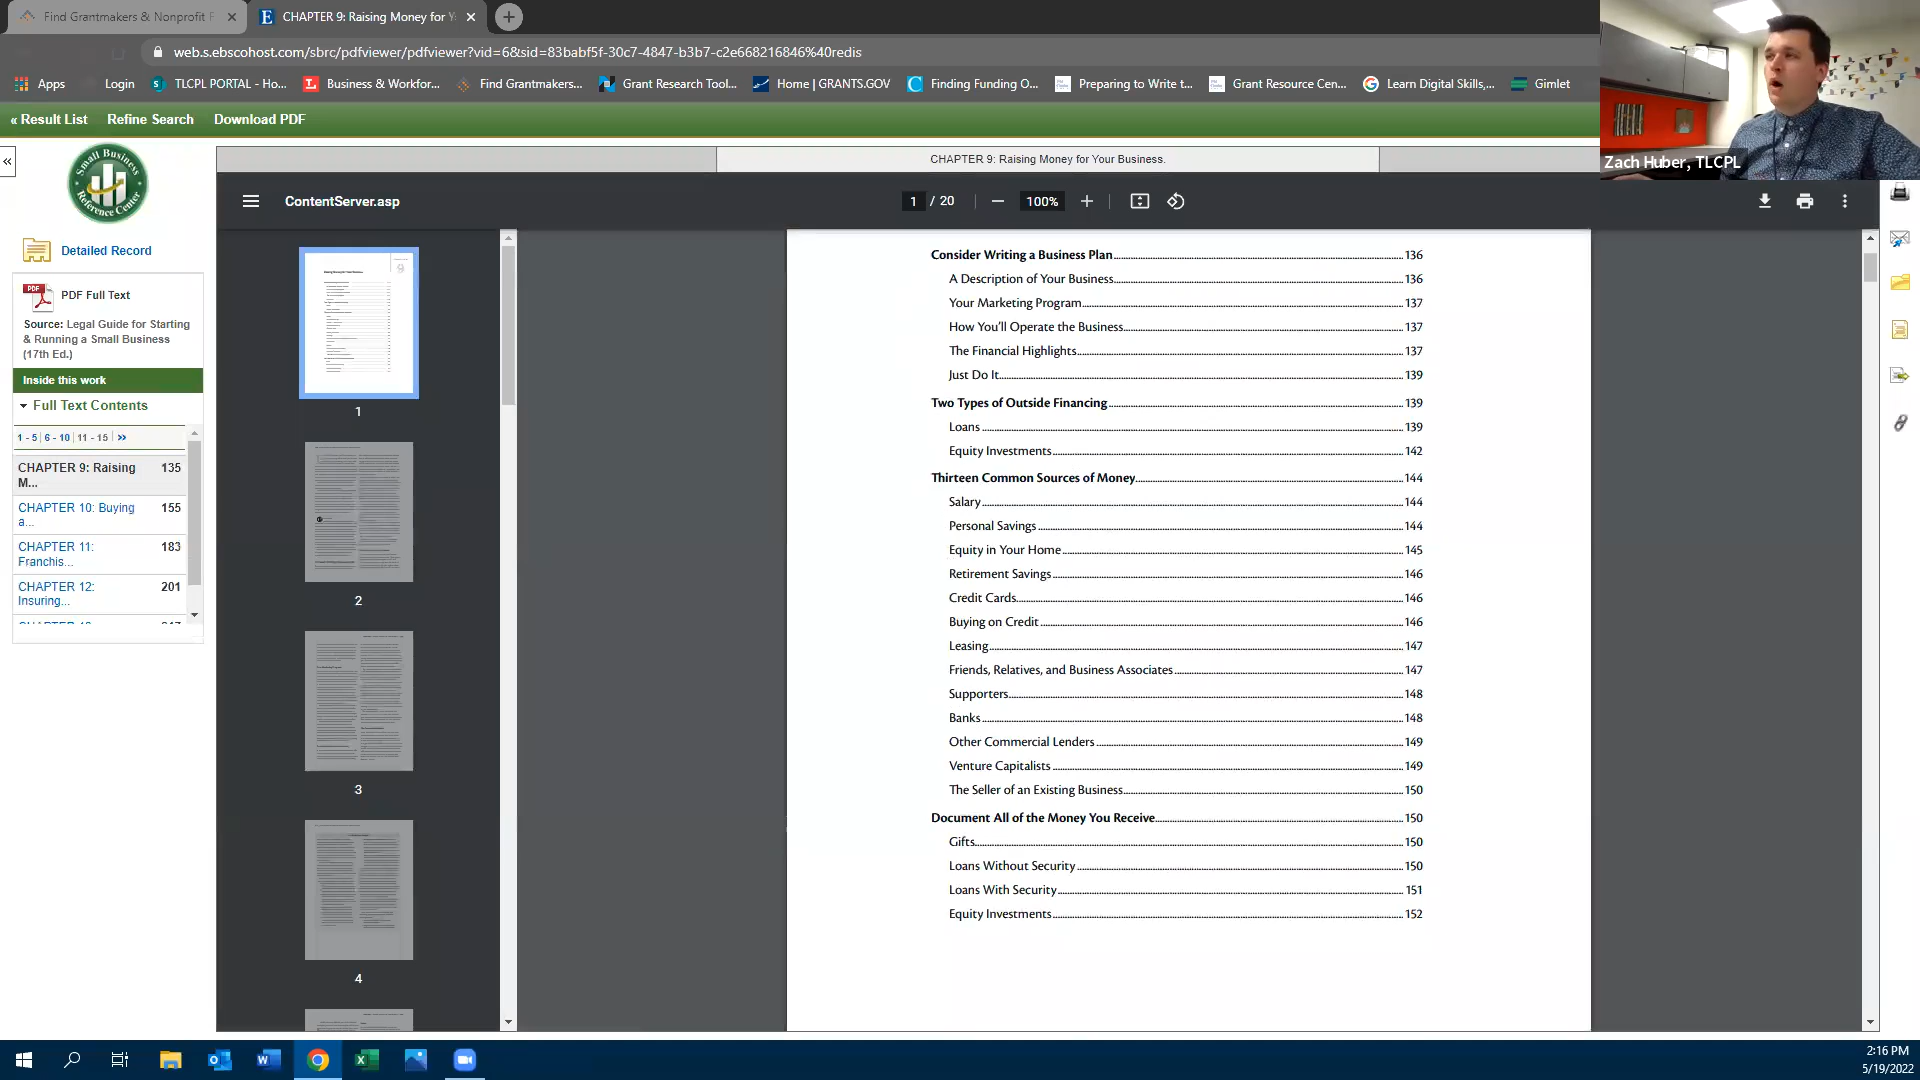 Find Grantmakers & Nonprofit F
CHAPTER 9: Raising Money for Y
web.s.ebscohost.com/sbrc/pdfviewer/pdfviewer?vid=6&sid=83babf5f-30c7-4847-b3b7-c2e668216846%40redis
Apps Login TLCPL PORTAL - Ho... Business & Workfor... Find Grantmakers... Grant Research Tool... Home | GRANTS.GOV Finding Funding O... Preparing to Write t... Grant Resource Cen... Learn Digital Skills,... Gimlet
« Result List Refine Search Download PDF
Zach Huber, TLCPL
Small Business Reference Center
CHAPTER 9: Raising Money for Your Business.
ContentServer.asp 1 / 20 100%
Detailed Record
PDF
PDF Full Text
Source: Legal Guide for Starting
& Running a Small Business
(17th Ed.)
Inside this work
Full Text Contents
1 - 5 | 6 - 10 | 11 - 15 | »
CHAPTER 9: Raising 135
M...
CHAPTER 10: Buying 155
a...
CHAPTER 11: 183
Franchis...
CHAPTER 12: 201
Insuring...
9
1
2
3
4
Consider Writing a Business Plan 136
A Description of Your Business 136
Your Marketing Program 137
How You'll Operate the Business 137
The Financial Highlights 137
Just Do It 139
Two Types of Outside Financing 139
Loans 139
Equity Investments 142
Thirteen Common Sources of Money 144
Salary 144
Personal Savings 144
Equity in Your Home 145
Retirement Savings 146
Credit Cards 146
Buying on Credit 146
Leasing 147
Friends, Relatives, and Business Associates 147
Supporters 148
Banks 148
Other Commercial Lenders 149
Venture Capitalists 149
The Seller of an Existing Business 150
Document All of the Money You Receive 150
Gifts 150
Loans Without Security 150
Loans With Security 151
Equity Investments 152
2:16 PM
5/19/2022